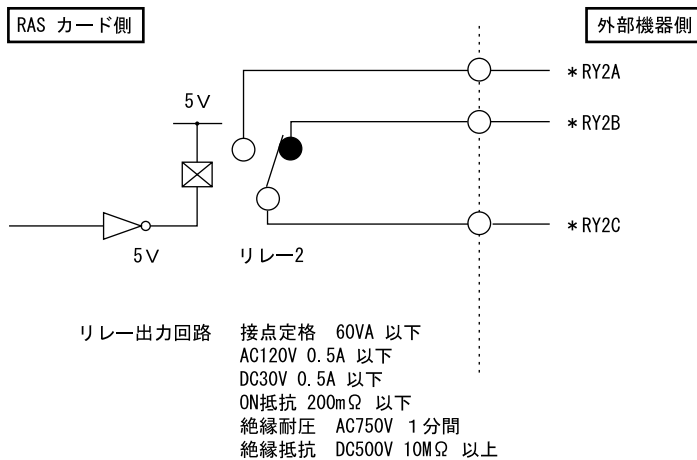 RAS カード側
外部機器側
＊RY2A
5V
＊RY2B
＊RY2C
5V
リレー2
リレー出力回路 接点定格 60VA 以下
AC120V 0.5A 以下
DC30V 0.5A 以下
ON抵抗 200mΩ 以下
絶縁耐圧 AC750V 1分間
絶縁抵抗 DC500V 10MΩ 以上